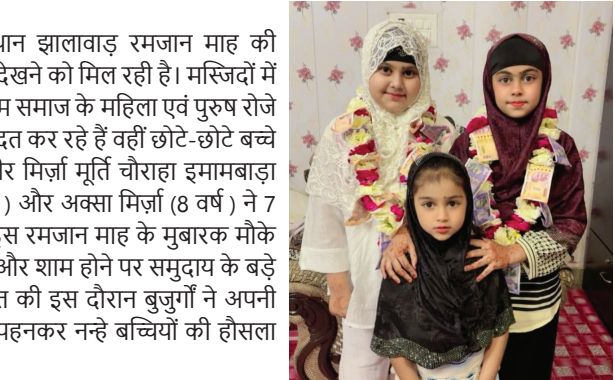 थान झालावाड़ रमजान माह की
देखने को मिल रही है। मस्जिदों में
म समाज के महिला एवं पुरुष रोजे
दत कर रहे हैं वहीं छोटे-छोटे बच्चे
मिर्ज़ा मूर्ति चौराहा इमामबाड़ा
) और अक्सा मिर्ज़ा (8 वर्ष ) ने 7
इस रमजान माह के मुबारक मौके
और शाम होने पर समुदाय के बड़े
की इस दौरान बुजुर्गों ने अपनी
पहनकर नन्हे बच्चियों की हौसला